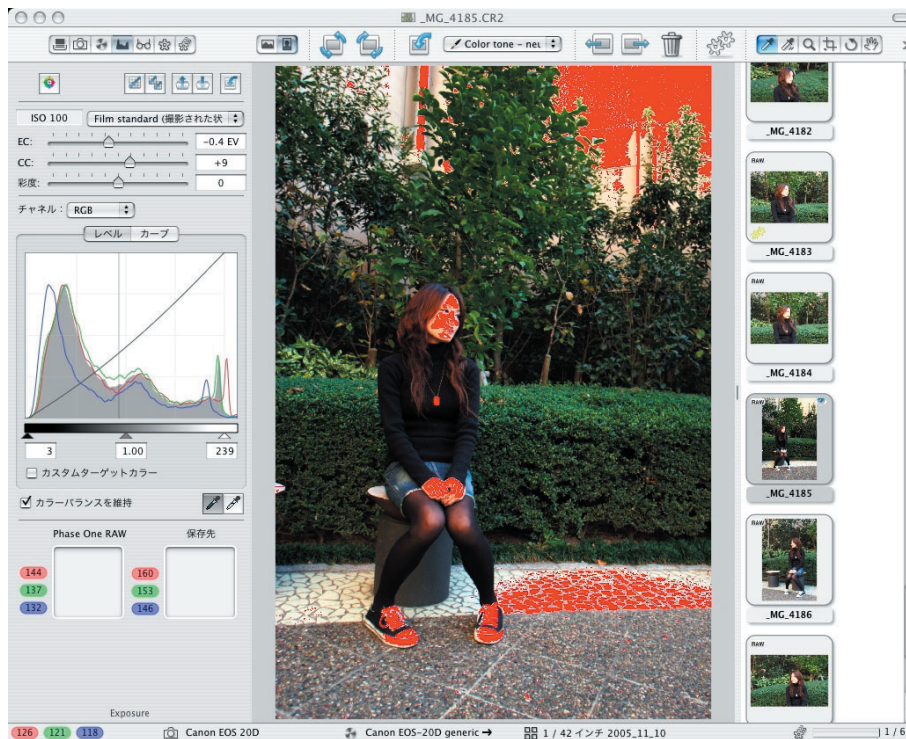 _MG_4185.CR2
Color tone - neu
ISO 100
Film standard (撮影された状
EC:
-0.4 EV
CC:
+9
彩度:
0
チャネル：
RGB
レベル
カーブ
3
1.00
239
カスタムターゲットカラー
カラーバランスを維持
Phase One RAW
保存先
144
137
132
160
153
146
Exposure
_MG_4182
RAW
_MG_4183
RAW
_MG_4184
RAW
_MG_4185
RAW
_MG_4186
RAW
126
121
118
Canon EOS 20D
Canon EOS-20D generic →
1 / 42 インチ 2005_11_10
1 / 6